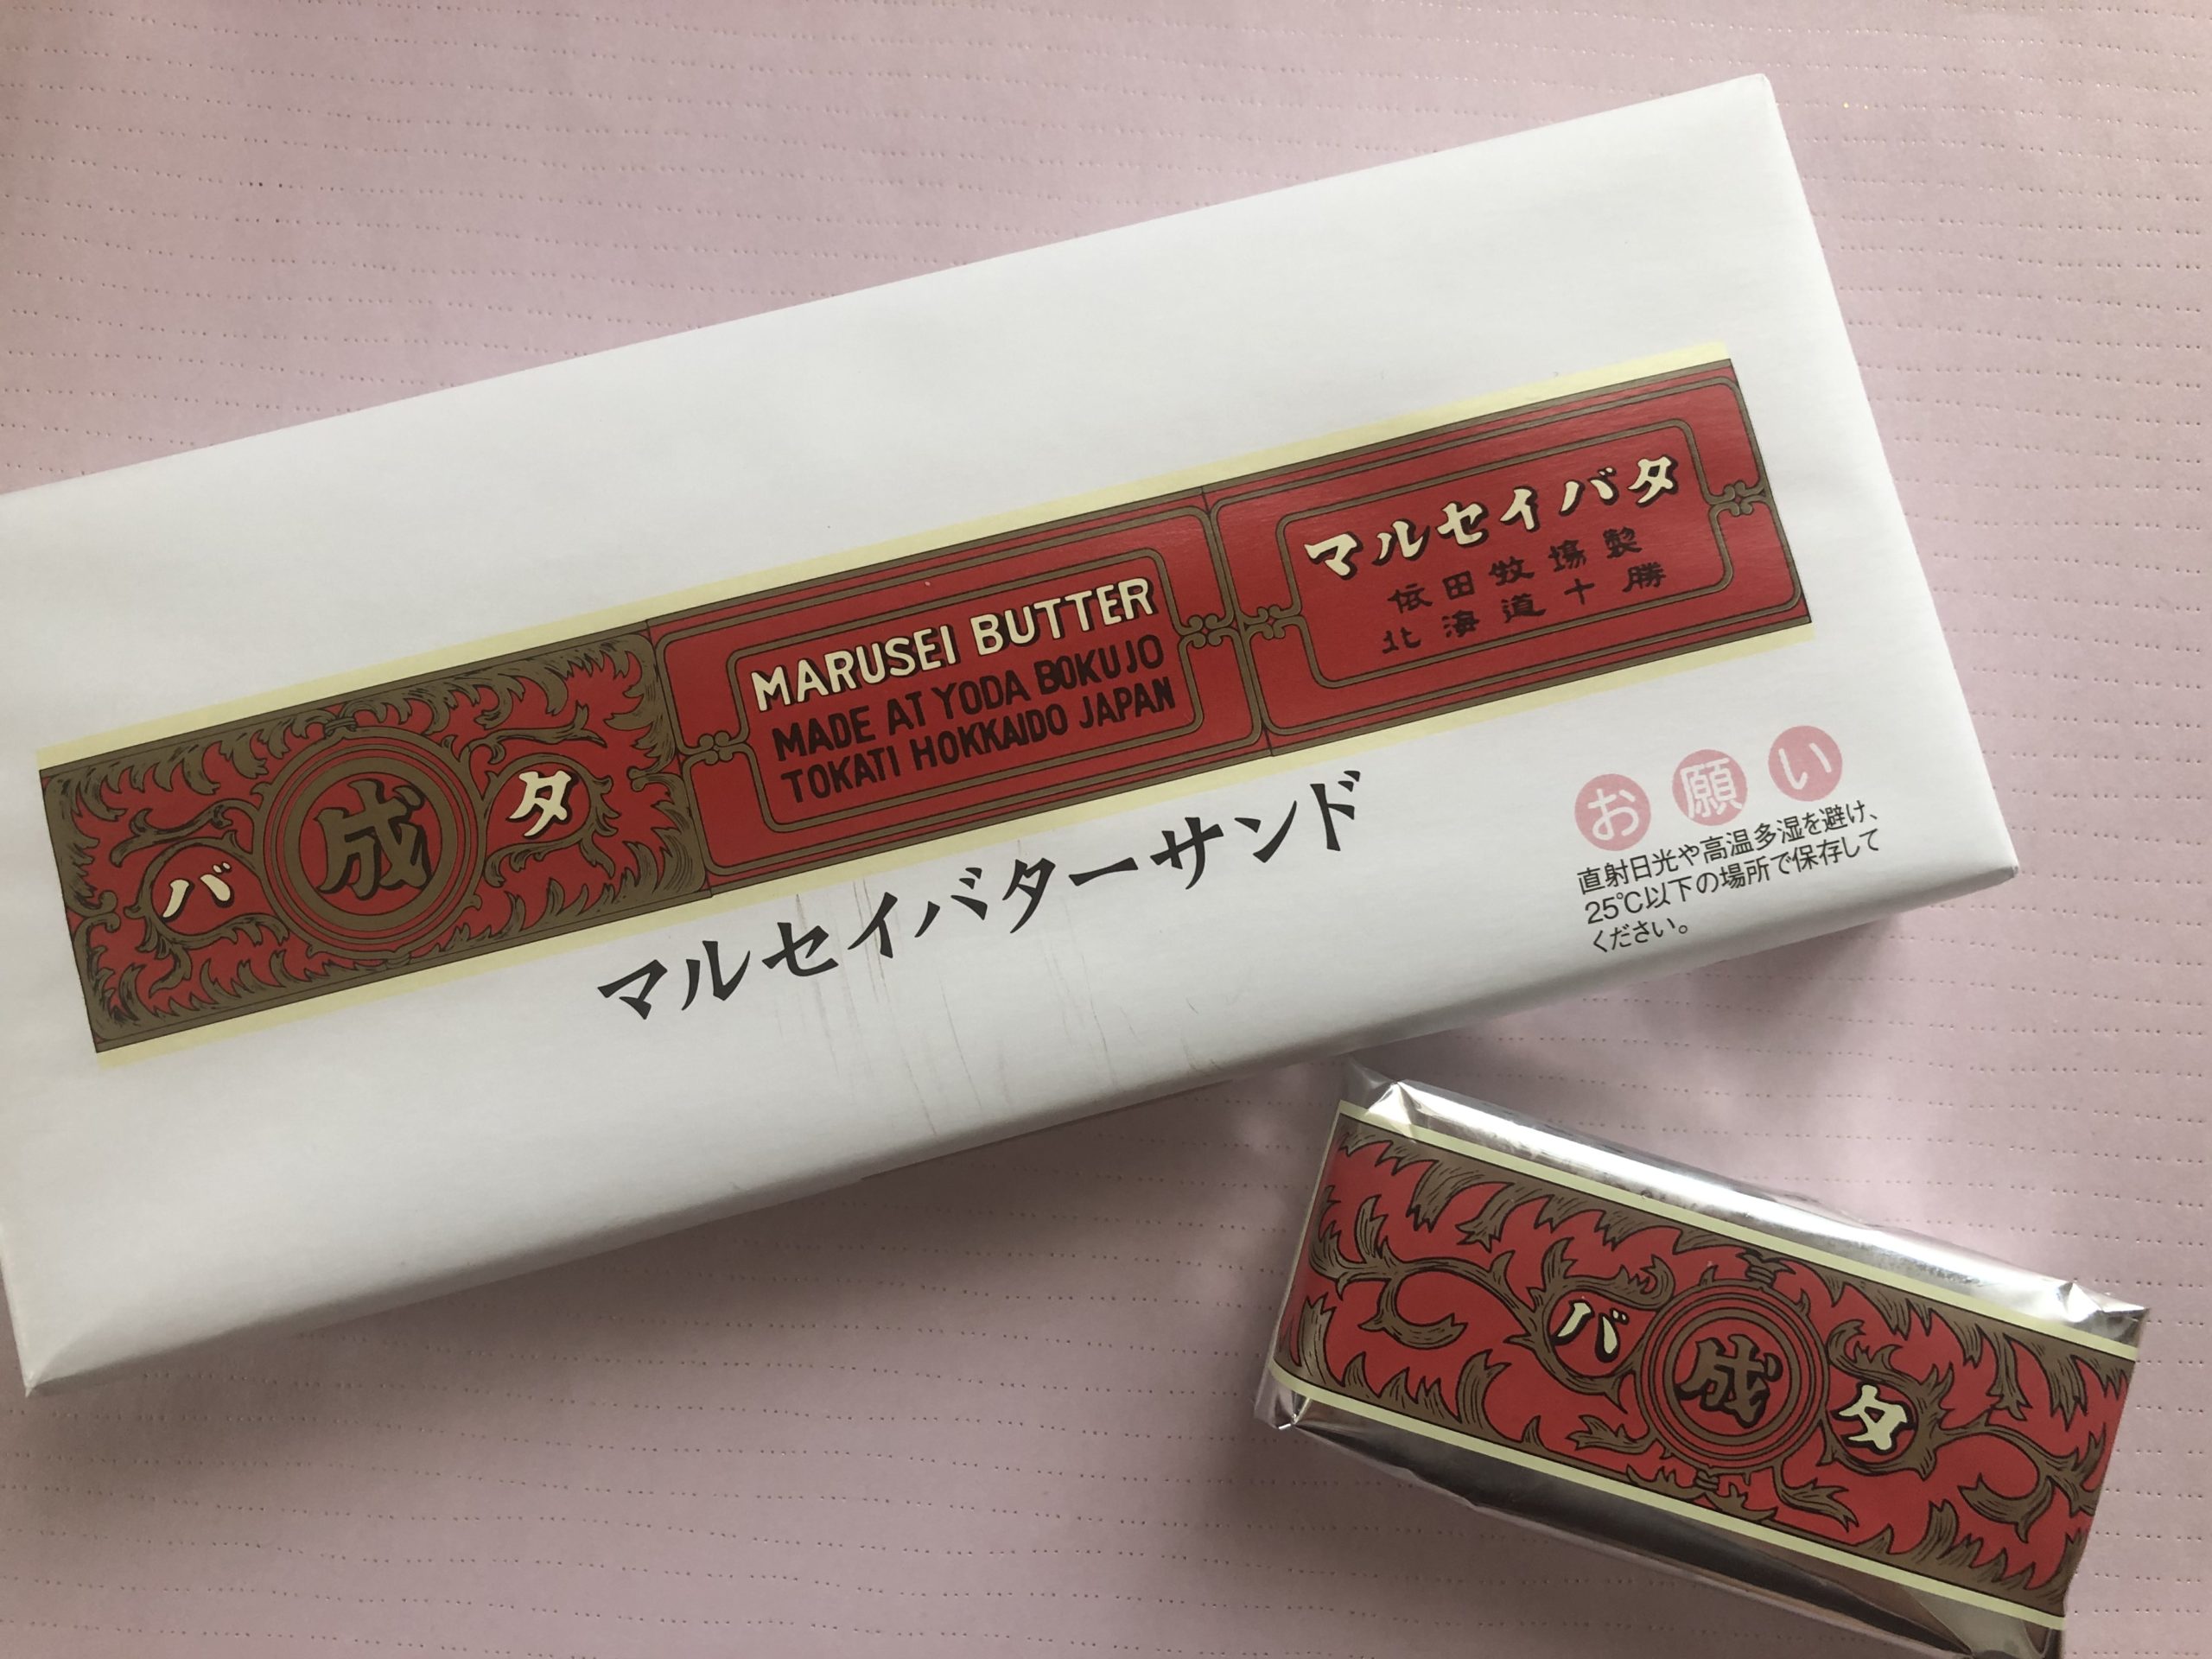 バ 成 タ
MARUSEI BUTTER
MADE AT YODA BOKUJO
TOKATI HOKKAIDO JAPAN
マルセイバタ
依田牧場製
北海道十勝
マルセイバターサンド
お願い
直射日光や高温多湿を避け、
25℃以下の場所で保存して
ください。
バ 成 タ